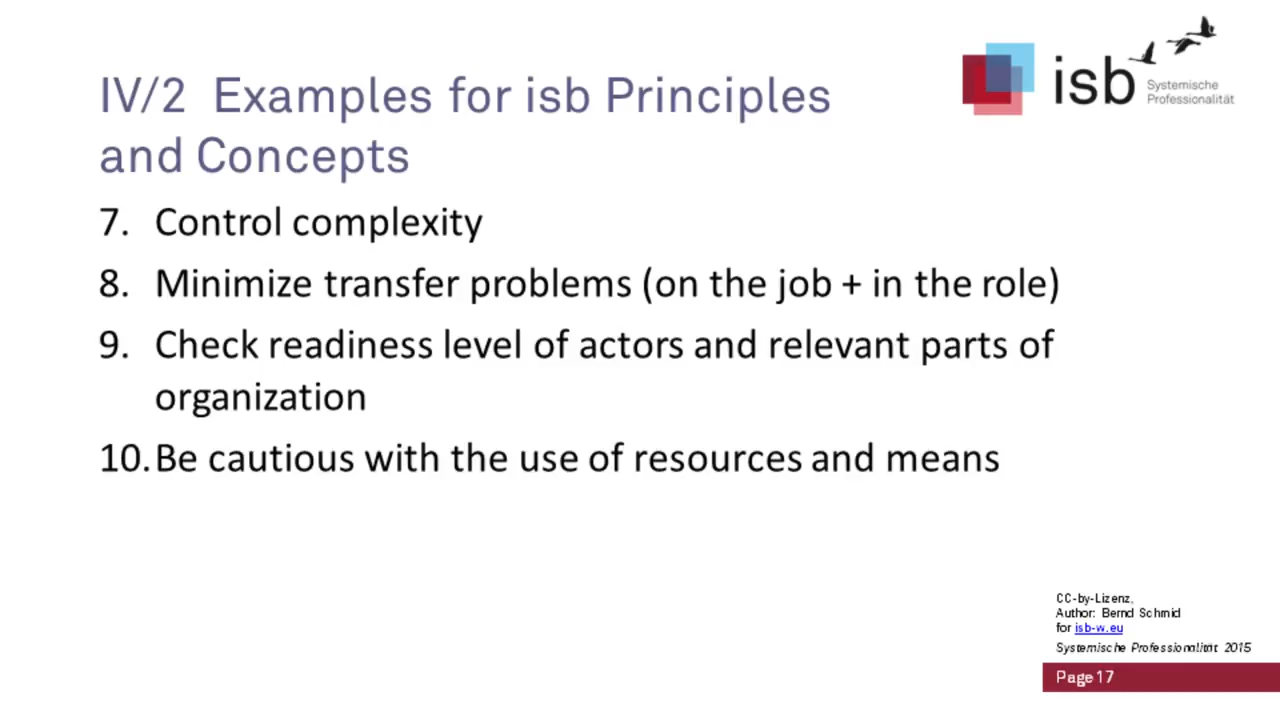 IV/2 Examples for isb Principles
and Concepts
isb Systemische
Professionalität
7. Control complexity
8. Minimize transfer problems (on the job + in the role)
9. Check readiness level of actors and relevant parts of
organization
10. Be cautious with the use of resources and means
CC-by-Lizenz,
Author: Bernd Schmid
for isb-w.eu
Systemische Professionalität 2015
Page 17